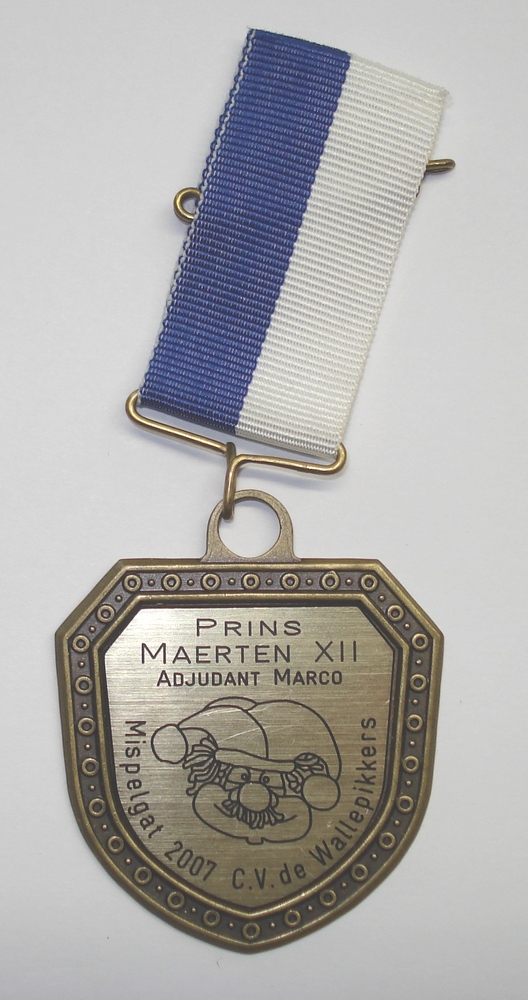 PRINS
MAERTEN XII
ADJUDANT MARCO
Mispelgat 2007 C.V. de Wallepikkers